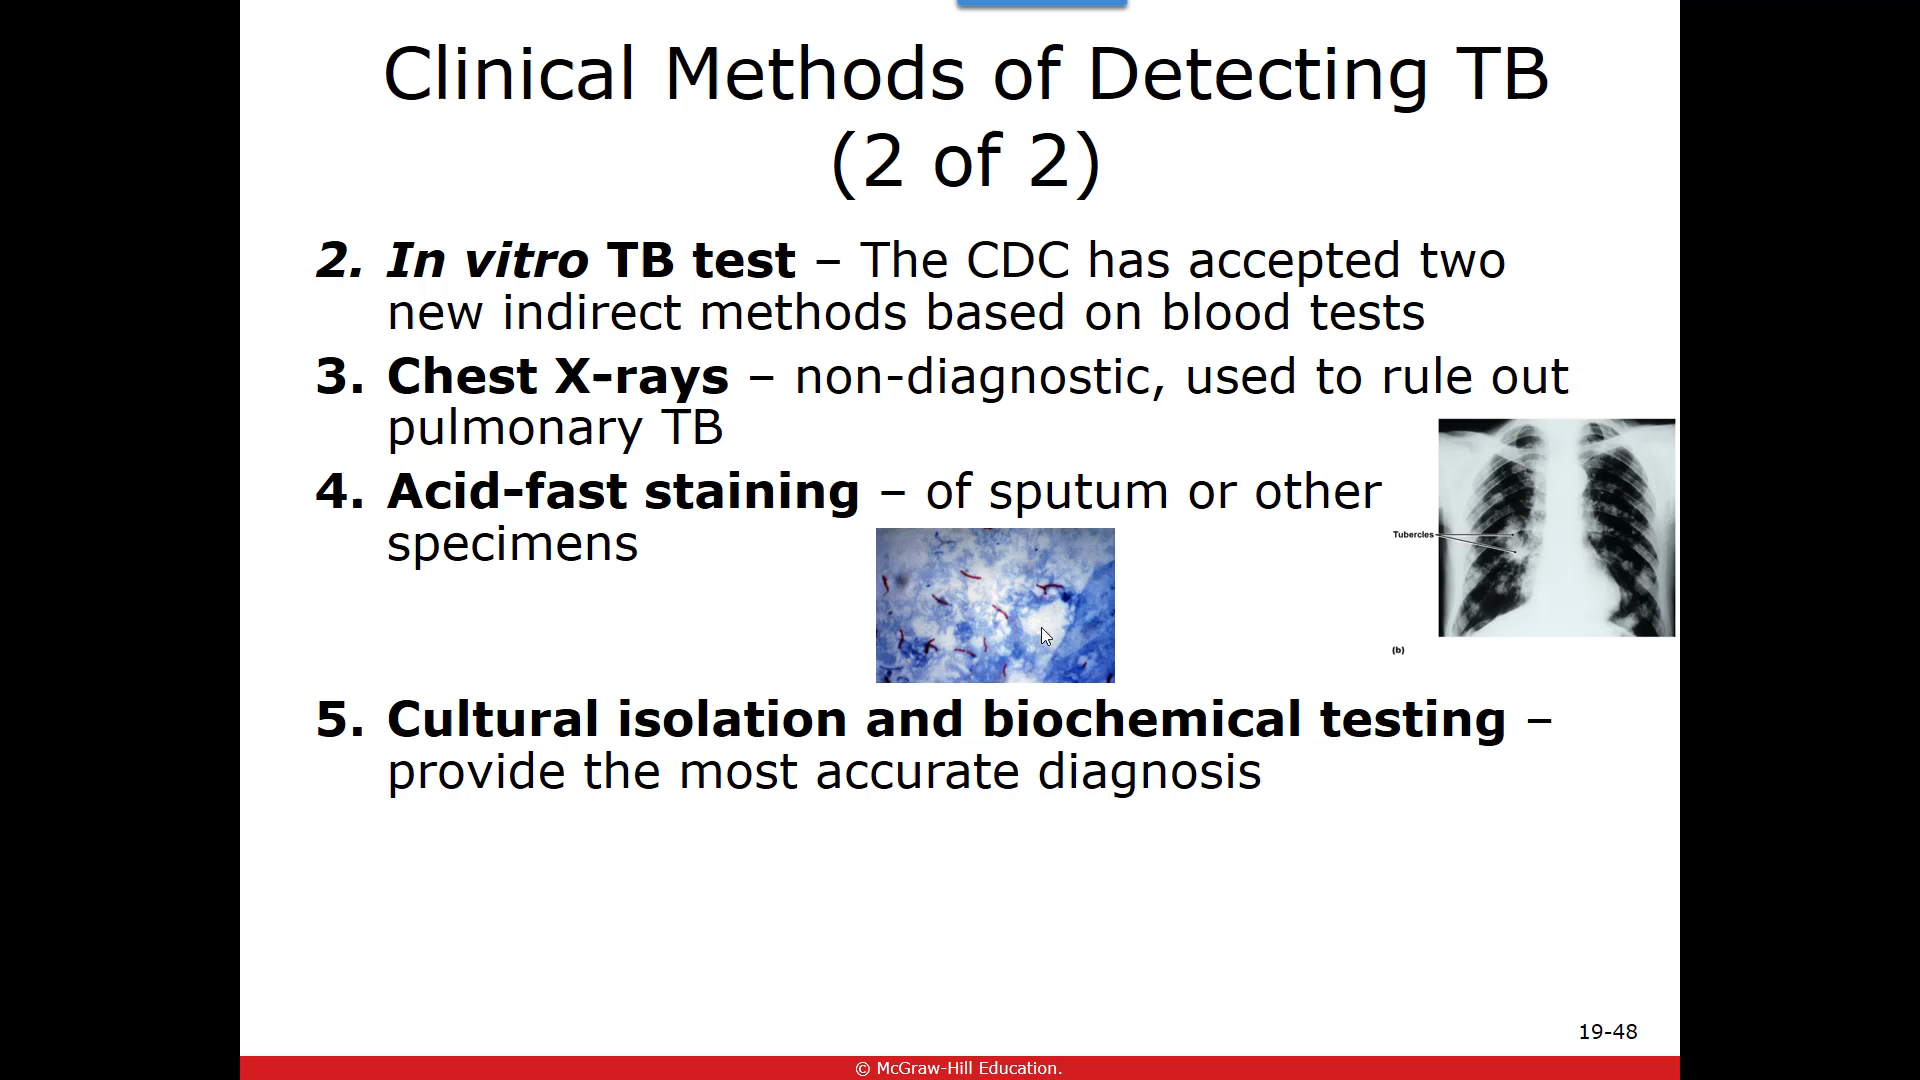 Clinical Methods of Detecting TB
(2 of 2)
2. In vitro TB test – The CDC has accepted two
new indirect methods based on blood tests
3. Chest X-rays – non-diagnostic, used to rule out
pulmonary TB
4. Acid-fast staining – of sputum or other
specimens
Tubercles
(b)
5. Cultural isolation and biochemical testing –
provide the most accurate diagnosis
19-48
© McGraw-Hill Education.